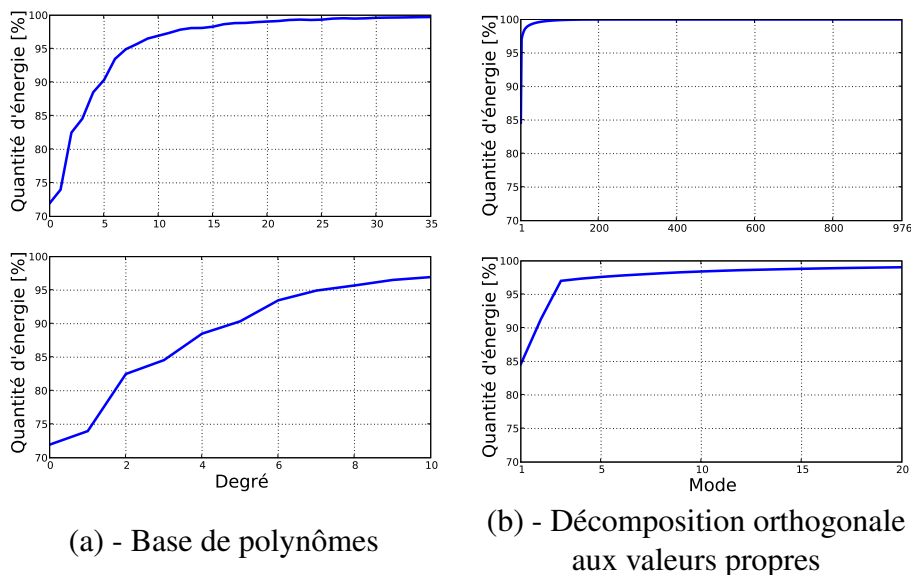 Quantité d'énergie [%]
100
95
90
85
80
75
70
0 5 10 15 20 25 30 35
Quantité d'énergie [%]
100
95
90
85
80
75
70
1 200 400 600 800 976
Quantité d'énergie [%]
100
95
90
85
80
75
70
0 2 4 6 8 10
Degré
Quantité d'énergie [%]
100
95
90
85
80
75
70
1 5 10 15 20
Mode
(a) - Base de polynômes
(b) - Décomposition orthogonale
aux valeurs propres